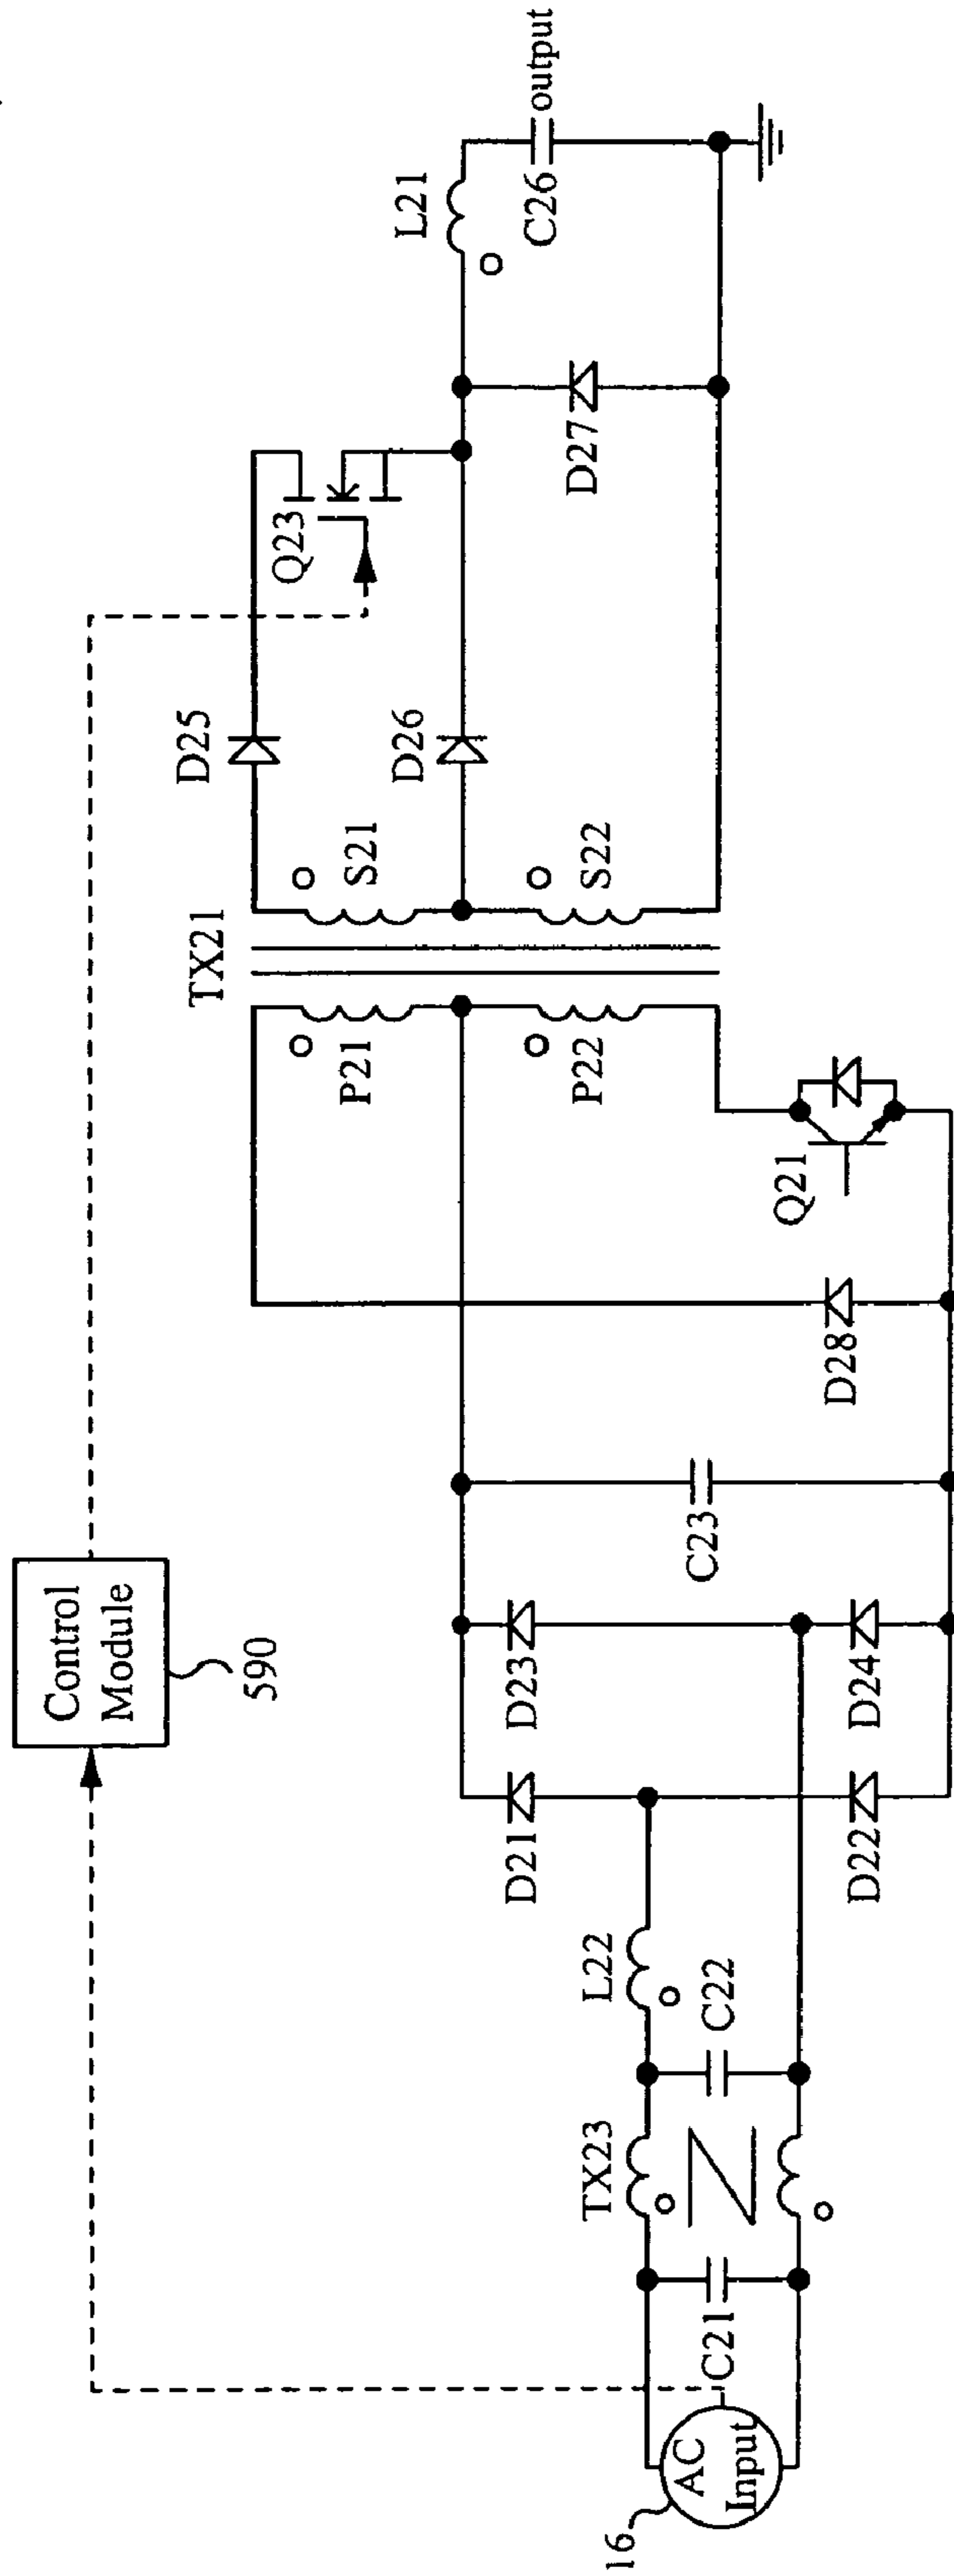 Control
Module
590
16
AC
Input
C21
TX23
C22
L22
D21
D22
D23
D24
C23
D28
Q21
P21
P22
TX21
S21
S22
D25
D26
Q23
D27
L21
C26
output